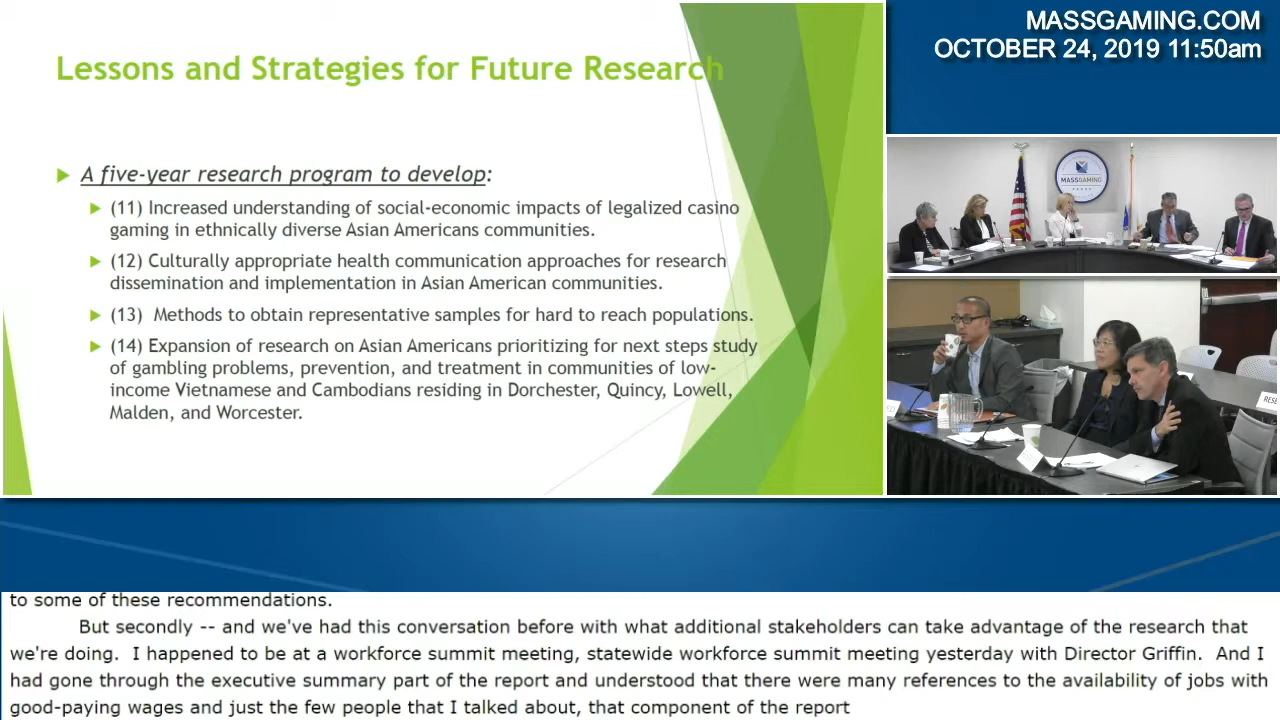 MASSGAMING.COM
OCTOBER 24, 2019 11:50am
Lessons and Strategies for Future Research
A five-year research program to develop:
(11) Increased understanding of social-economic impacts of legalized casino
gaming in ethnically diverse Asian Americans communities.
(12) Culturally appropriate health communication approaches for research
dissemination and implementation in Asian American communities.
(13) Methods to obtain representative samples for hard to reach populations.
(14) Expansion of research on Asian Americans prioritizing for next steps study
of gambling problems, prevention, and treatment in communities of low-
income Vietnamese and Cambodians residing in Dorchester, Quincy, Lowell,
Malden, and Worcester.
MASSGAMING
to some of these recommendations.
But secondly -- and we've had this conversation before with what additional stakeholders can take advantage of the research that
we're doing. I happened to be at a workforce summit meeting, statewide workforce summit meeting yesterday with Director Griffin. And I
had gone through the executive summary part of the report and understood that there were many references to the availability of jobs with
good-paying wages and just the few people that I talked about, that component of the report